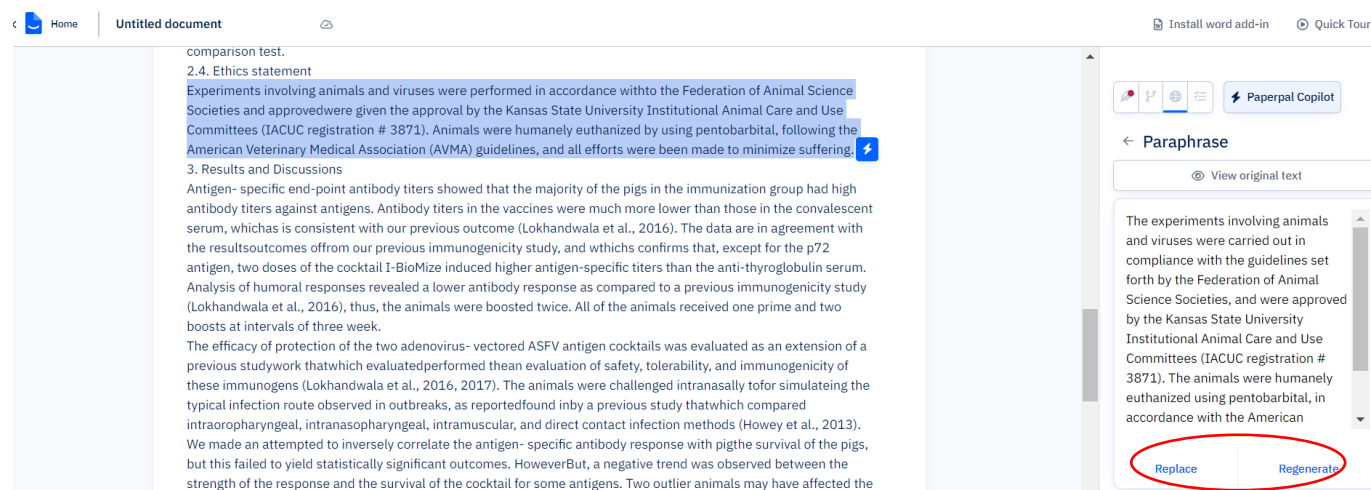 Home
Untitled document
Install word add-in
Quick Tour
comparison test.
2.4. Ethics statement
Experiments involving animals and viruses were performed in accordance withto the Federation of Animal Science
Societies and approvedwere given the approval by the Kansas State University Institutional Animal Care and Use
Committees (IACUC registration # 3871). Animals were humanely euthanized by using pentobarbital, following the
American Veterinary Medical Association (AVMA) guidelines, and all efforts were been made to minimize suffering.
3. Results and Discussions
Antigen- specific end-point antibody titers showed that the majority of the pigs in the immunization group had high
antibody titers against antigens. Antibody titers in the vaccines were much more lower than those in the convalescent
serum, whichas is consistent with our previous outcome (Lokhandwala et al., 2016). The data are in agreement with
the resultsoutcomes offrom our previous immunogenicity study, and wthichs confirms that, except for the p72
antigen, two doses of the cocktail I-BioMize induced higher antigen-specific titers than the anti-thyroglobulin serum.
Analysis of humoral responses revealed a lower antibody response as compared to a previous immunogenicity study
(Lokhandwala et al., 2016), thus, the animals were boosted twice. All of the animals received one prime and two
boosts at intervals of three week.
The efficacy of protection of the two adenovirus- vectored ASFV antigen cocktails was evaluated as an extension of a
previous studywork thatwhich evaluatedperformed thean evaluation of safety, tolerability, and immunogenicity of
these immunogens (Lokhandwala et al., 2016, 2017). The animals were challenged intranasally tofor simulateing the
typical infection route observed in outbreaks, as reportedfound inby a previous study thatwhich compared
intraoropharyngeal, intranasopharyngeal, intramuscular, and direct contact infection methods (Howey et al., 2013).
We made an attempted to inversely correlate the antigen- specific antibody response with pigthe survival of the pigs,
but this failed to yield statistically significant outcomes. HoweverBut, a negative trend was observed between the
strength of the response and the survival of the cocktail for some antigens. Two outlier animals may have affected the
Paperpal Copilot
Paraphrase
View original text
The experiments involving animals
and viruses were carried out in
compliance with the guidelines set
forth by the Federation of Animal
Science Societies, and were approved
by the Kansas State University
Institutional Animal Care and Use
Committees (IACUC registration #
3871). The animals were humanely
euthanized using pentobarbital, in
accordance with the American
Replace
Regenerate